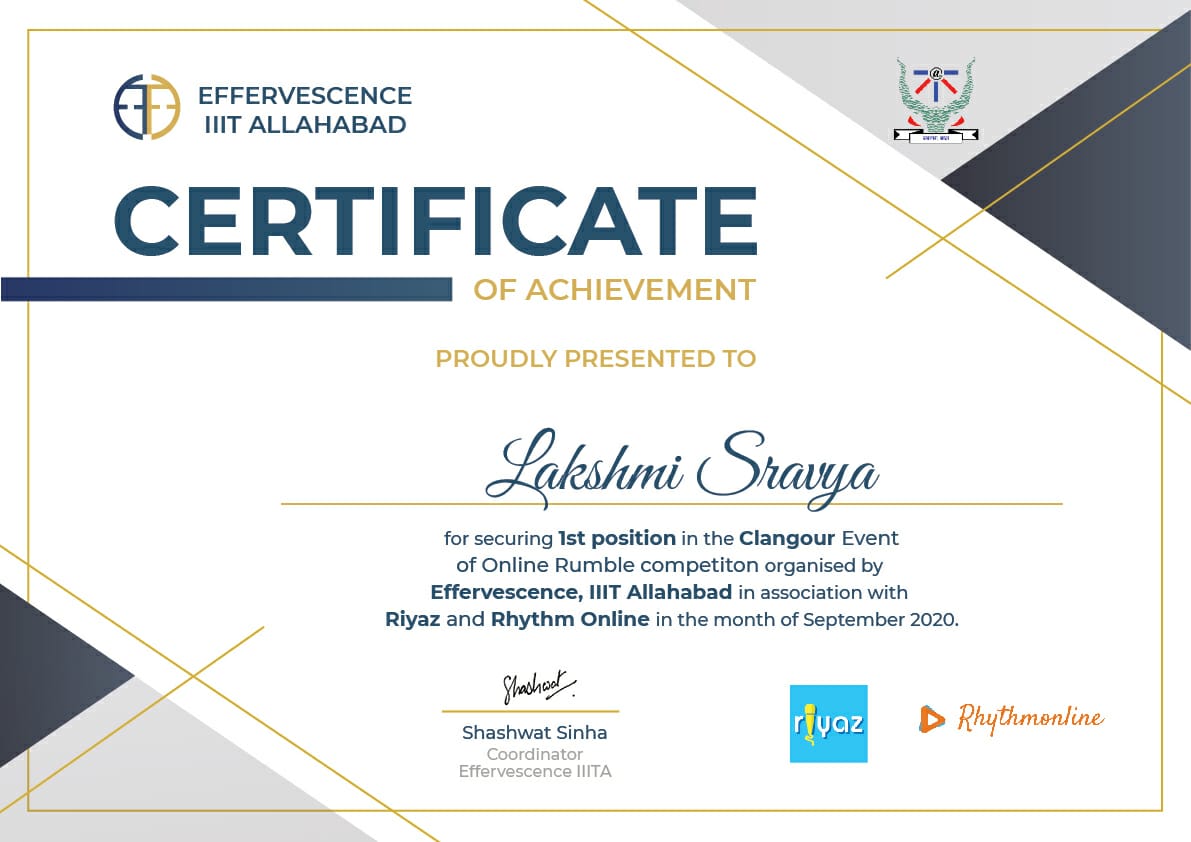 EFFERVESCENCE
IIIT ALLAHABAD
CERTIFICATE
OF ACHIEVEMENT
PROUDLY PRESENTED TO
Lakshmi Sravya
for securing 1st position in the Clangour Event
of Online Rumble competiton organised by
Effervescence, IIIT Allahabad in association with
Riyaz and Rhythm Online in the month of September 2020.
Shashwat.
Shashwat Sinha
Coordinator
Effervescence IIITA
riyaz
Rhythmonline